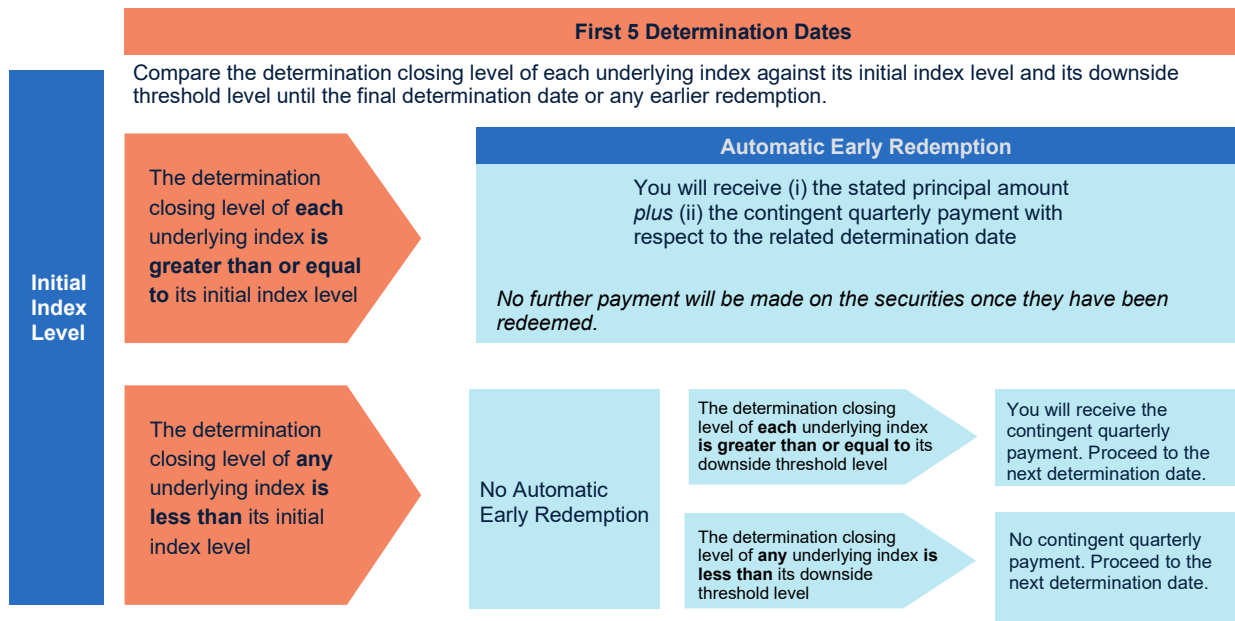 First 5 Determination Dates
Compare the determination closing level of each underlying index against its initial index level and its downside
threshold level until the final determination date or any earlier redemption.
Initial
Index
Level
The determination
closing level of each
underlying index is
greater than or equal
to its initial index level
Automatic Early Redemption
You will receive (i) the stated principal amount
plus (ii) the contingent quarterly payment with
respect to the related determination date
No further payment will be made on the securities once they have been
redeemed.
The determination
closing level of any
underlying index is
less than its initial
index level
No Automatic
Early Redemption
The determination closing
level of each underlying index
is greater than or equal to its
downside threshold level
You will receive the
contingent quarterly
payment. Proceed to the
next determination date.
The determination closing
level of any underlying index is
less than its downside
threshold level
No contingent quarterly
payment. Proceed to the
next determination date.